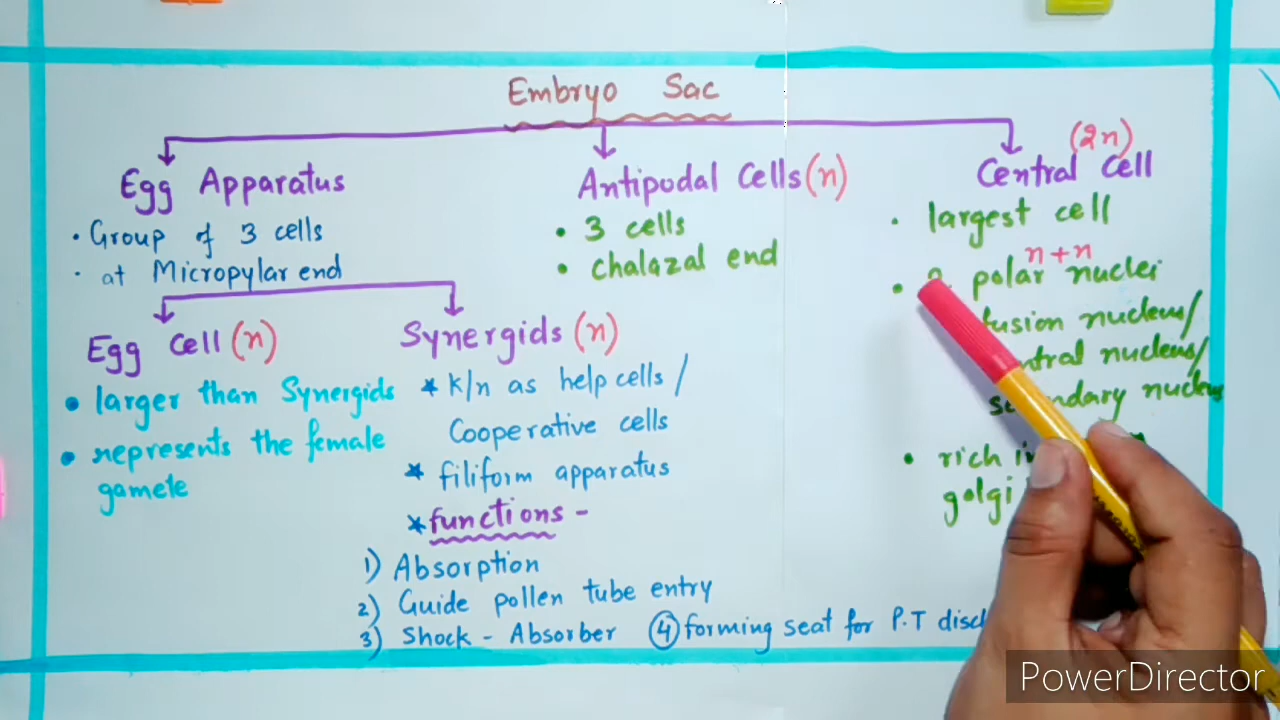 Embryo Sac
Egg Apparatus
• Group of 3 cells
• at Micropylar end
Egg Cell (n)
• larger than Synergids
• represents the female
gamete
Synergids (n)
* k/n as help cells /
Cooperative cells
* filiform apparatus
* functions -
1) Absorption
2) Guide pollen tube entry
3) Shock - Absorber ④ forming seat for P.T
Antipodal Cells (n)
• 3 cells
• Chalazal end
(2n)
Central Cell
• largest cell
n + n
• polar nuclei
fusion nucleus/
nucleus/
nucleus
• rich
golgi
PowerDirector